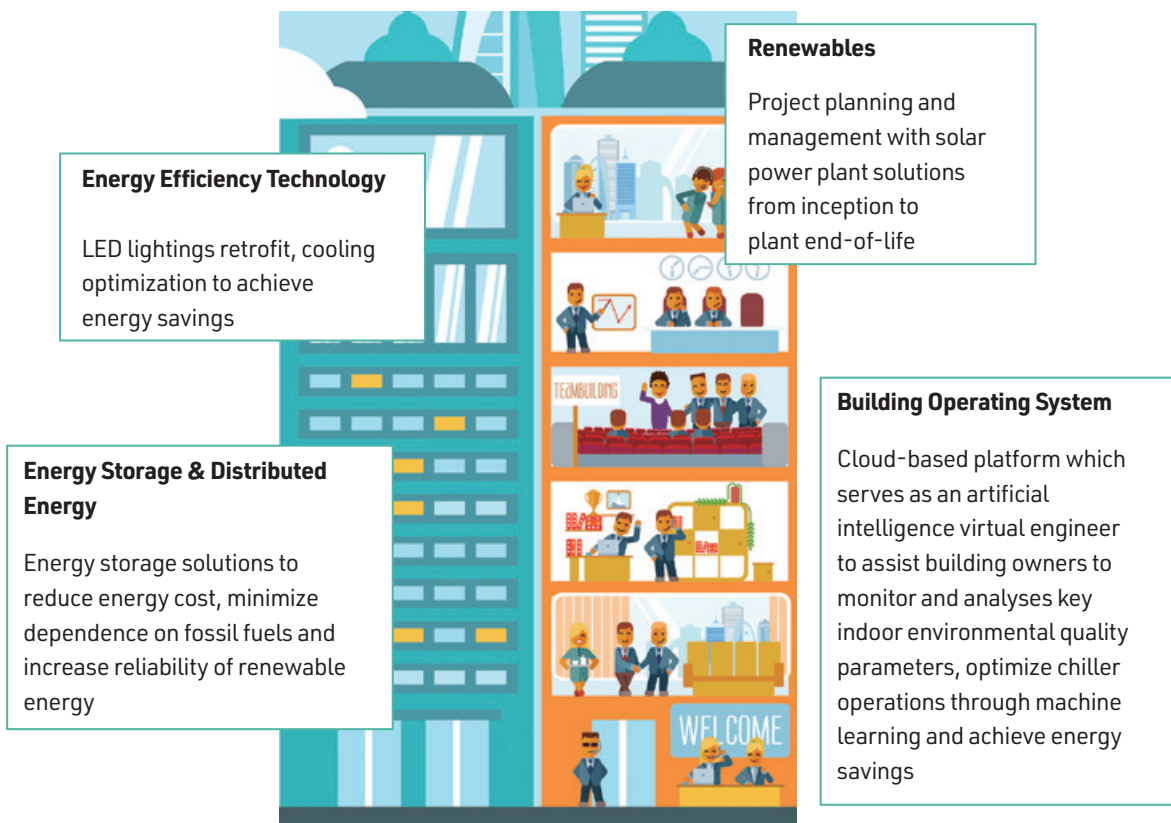 Renewables
Project planning and
management with solar
power plant solutions
from inception to
plant end-of-life
Energy Efficiency Technology
LED lightings retrofit, cooling
optimization to achieve
energy savings
TEAMBUILDING
Building Operating System
Cloud-based platform which
serves as an artificial
intelligence virtual engineer
to assist building owners to
monitor and analyses key
indoor environmental quality
parameters, optimize chiller
operations through machine
learning and achieve energy
savings
Energy Storage & Distributed
Energy
Energy storage solutions to
reduce energy cost, minimize
dependence on fossil fuels and
increase reliability of renewable
energy
WELCOME